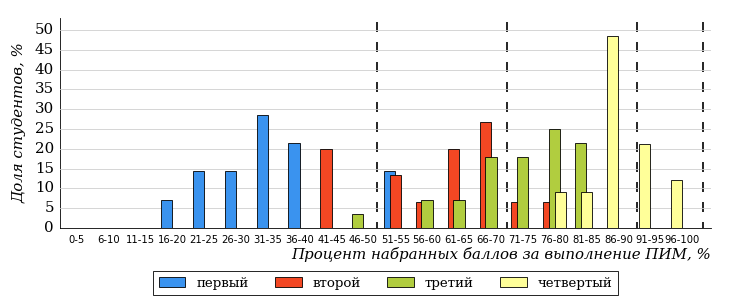 Доля студентов, %
50
45
40
35
30
25
20
15
10
5
0
0-5 6-10 11-15 16-20 21-25 26-30 31-35 36-40 41-45 46-50 51-55 56-60 61-65 66-70 71-75 76-80 81-85 86-90 91-95 96-100
Процент набранных баллов за выполнение ПИМ, %
первый второй третий четвертый